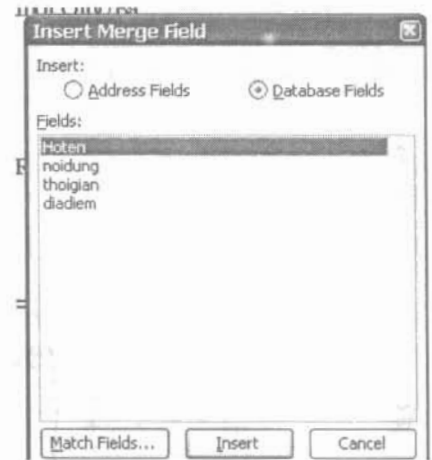 Insert Merge Field
Insert:
Address Fields Database Fields
Fields:
Hoten
noidung
thoigian
diadiem
Match Fields... Insert Cancel